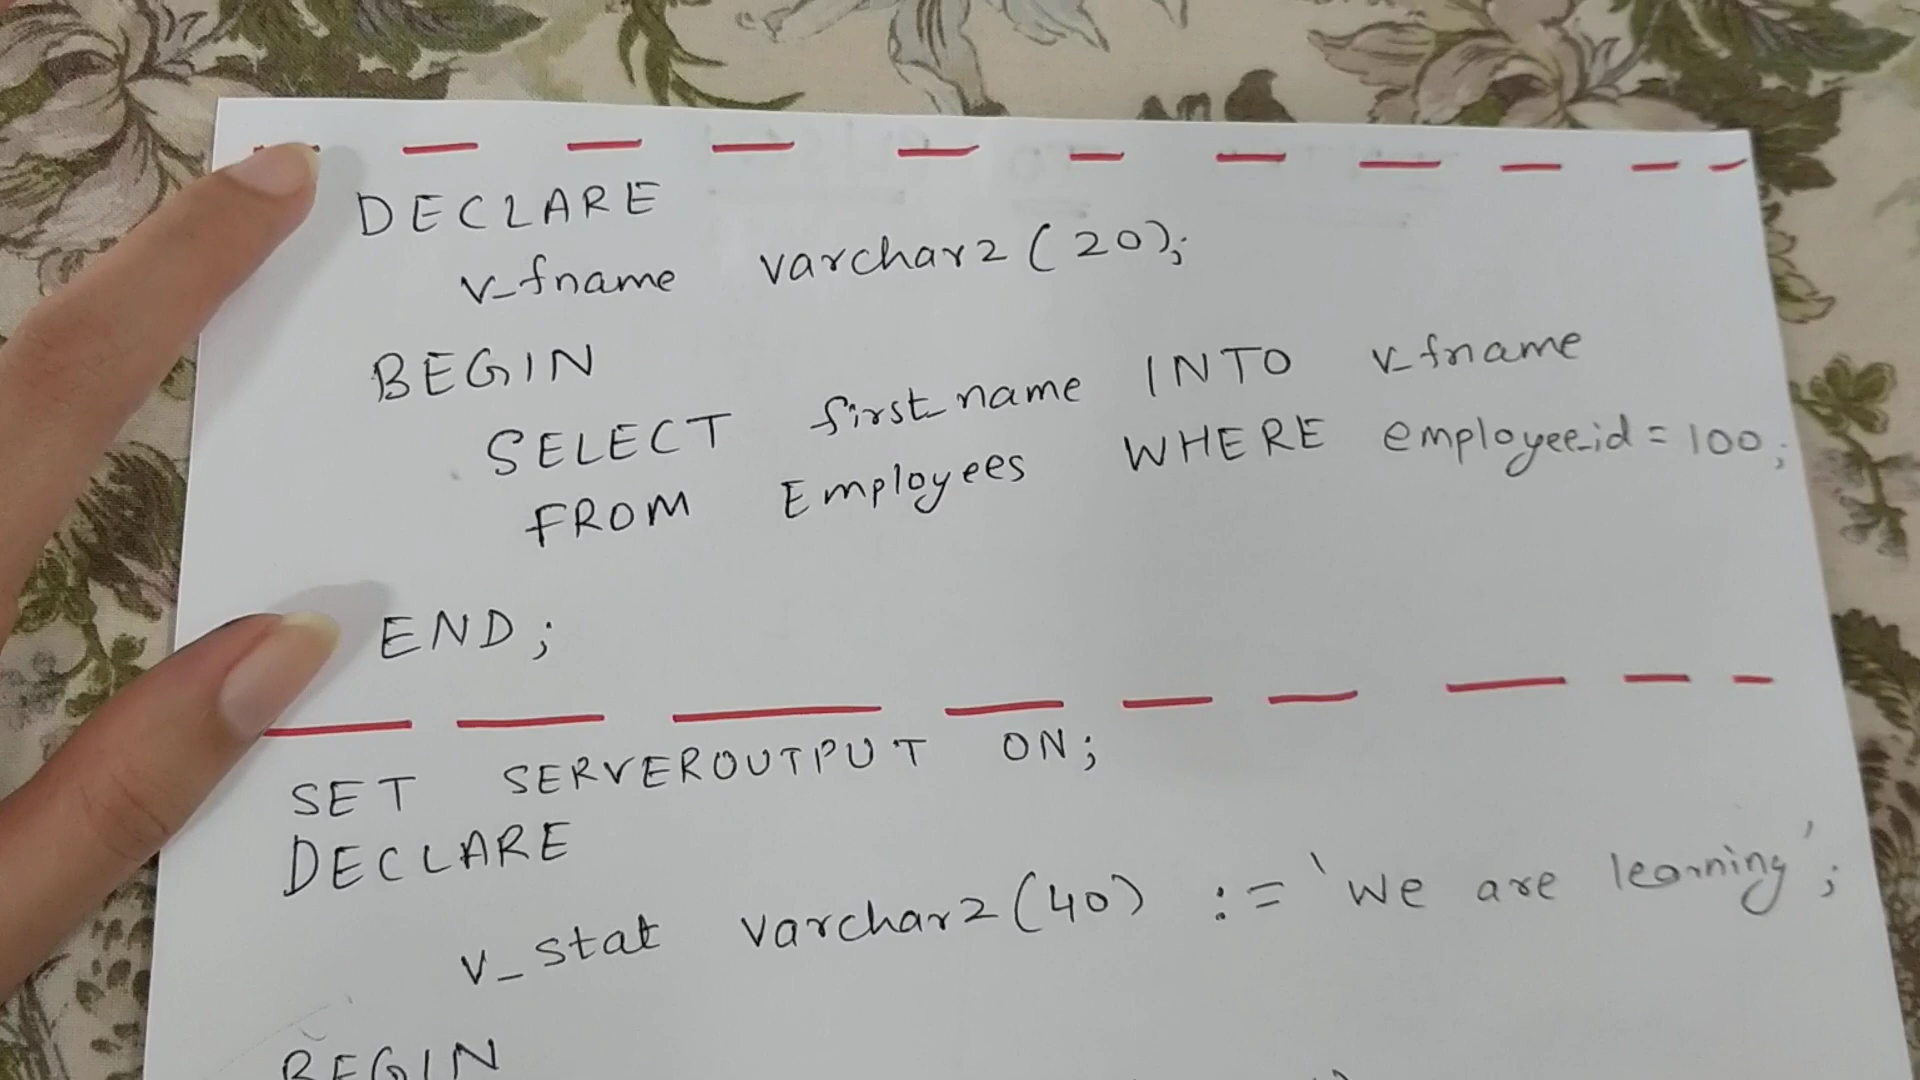 DECLARE
v_fname varchar2(20);
BEGIN
SELECT first_name INTO v_fname
FROM Employees WHERE employee_id = 100;
END;
SET SERVEROUTPUT ON;
DECLARE
v_stat varchar2(40) := 'We are learning';
BEGIN